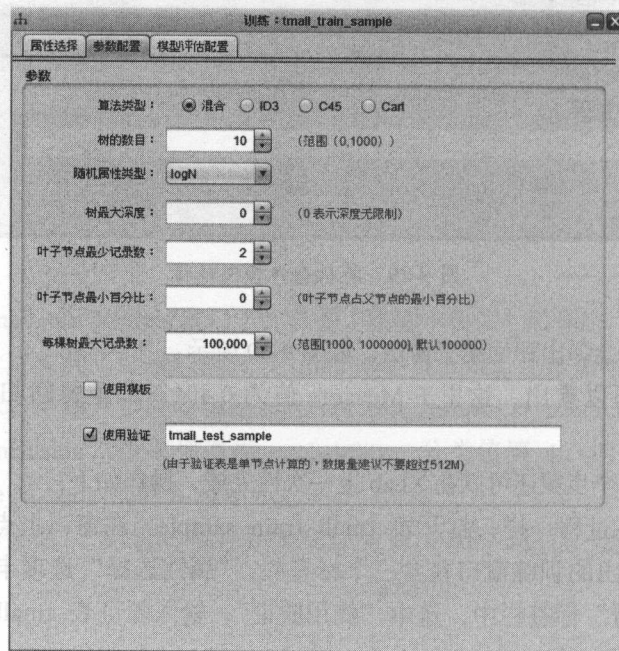 训练：tmall_train_sample
属性选择 参数配置 模型评估配置
参数
算法类型： 混合 ID3 C45 Cart
树的数目： 10 （范围（0,1000））
随机属性类型： logN
树最大深度： 0 （0 表示深度无限制）
叶子节点最少记录数： 2
叶子节点最小百分比： 0 （叶子节点占父节点的最小百分比）
每棵树最大记录数： 100,000 （范围[1000, 1000000], 默认100000）
使用模板
使用验证 tmall_test_sample
(由于验证表是单节点计算的，数据量建议不要超过512M)